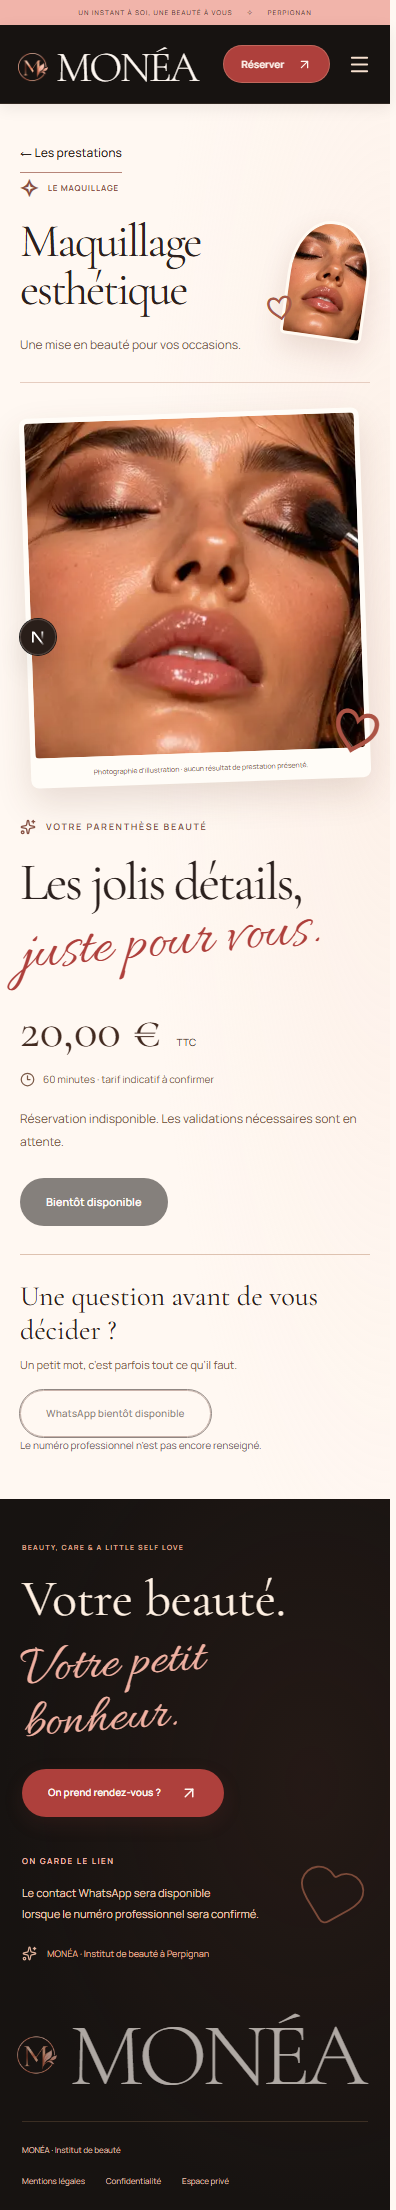 UN INSTANT À SOI, UNE BEAUTÉ À VOUS ✧ PERPIGNAN
M MONÉA
Réserver
← Les prestations
LE MAQUILLAGE
Maquillage
esthétique
Une mise en beauté pour vos occasions.
N
Photographie d'illustration · aucun résultat de prestation présenté.
VOTRE PARENTHÈSE BEAUTÉ
Les jolis détails,
juste pour vous.
20,00 € TTC
60 minutes · tarif indicatif à confirmer
Réservation indisponible. Les validations nécessaires sont en
attente.
Bientôt disponible
Une question avant de vous
décider ?
Un petit mot, c'est parfois tout ce qu'il faut.
WhatsApp bientôt disponible
Le numéro professionnel n'est pas encore renseigné.
BEAUTY, CARE & A LITTLE SELF LOVE
Votre beauté.
Votre petit
bonheur.
On prend rendez-vous ?
ON GARDE LE LIEN
Le contact WhatsApp sera disponible
lorsque le numéro professionnel sera confirmé.
MONÉA · Institut de beauté à Perpignan
M MONÉA
MONÉA · Institut de beauté
Mentions légales Confidentialité Espace privé